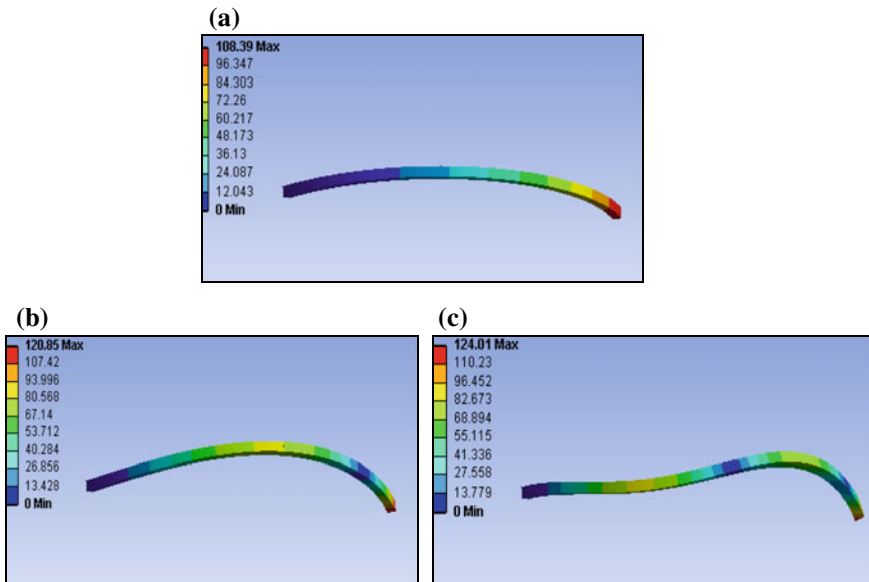 (a)
108.39 Max
96.347
84.303
72.26
60.217
48.173
36.13
24.087
12.043
0 Min
(b)
120.85 Max
107.42
93.996
80.568
67.14
53.712
40.284
26.856
13.428
0 Min
(c)
124.01 Max
110.23
96.452
82.673
68.894
55.115
41.336
27.558
13.779
0 Min